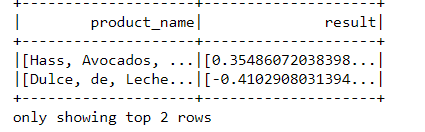 +--------------------+--------------------+
|        product_name|              result|
+--------------------+--------------------+
|[Hass, Avocados, ...|[0.35486072038398...|
|[Dulce, de, Leche...|[-0.4102908031394...|
+--------------------+--------------------+
only showing top 2 rows